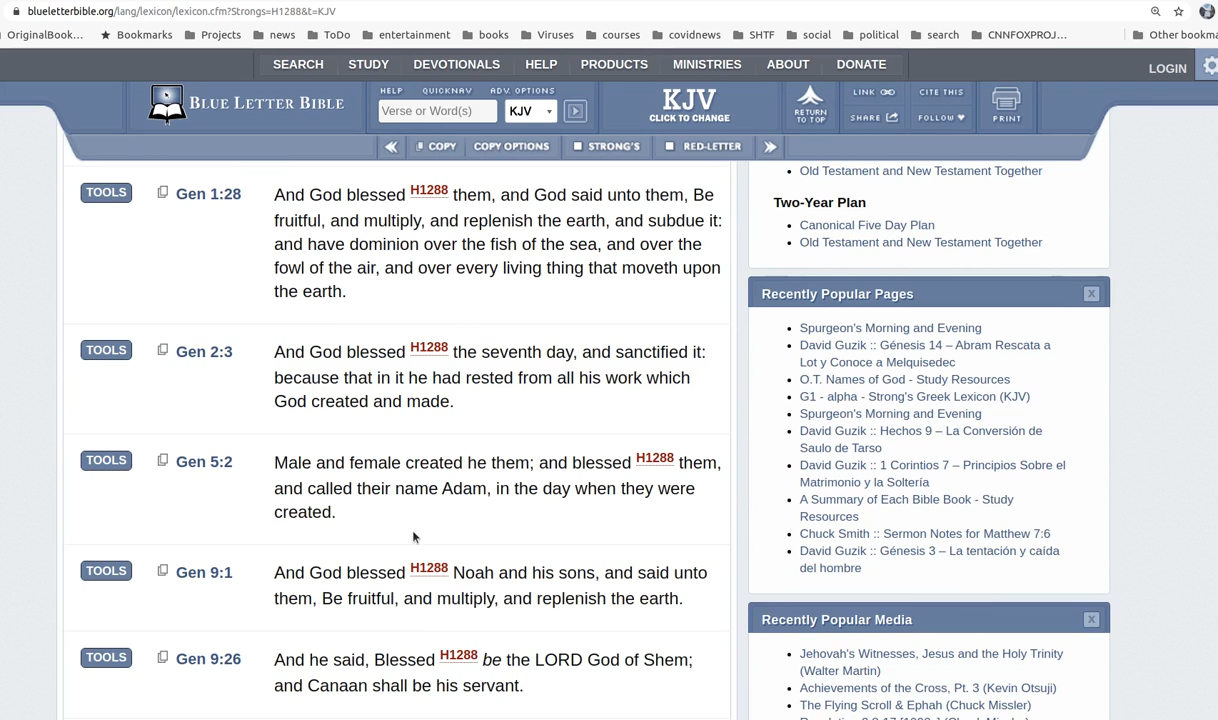 blueletterbible.org/lang/lexicon/lexicon.cfm?Strongs=H1288&t=KJV
OriginalBook… Bookmarks Projects news ToDo entertainment books Viruses courses covidnews SHTF social political search CNNFOXPROJ… Other bookma
SEARCH STUDY DEVOTIONALS HELP PRODUCTS MINISTRIES ABOUT DONATE LOGIN
HELP QUICKNAV ADV. OPTIONS
BLUE LETTER BIBLE Verse or Word(s) KJV
KJV
CLICK TO CHANGE
RETURN
TO TOP
LINK CITE THIS
SHARE FOLLOW
PRINT
COPY COPY OPTIONS STRONG'S RED-LETTER
TOOLS Gen 1:28 And God blessed H1288 them, and God said unto them, Be
fruitful, and multiply, and replenish the earth, and subdue it:
and have dominion over the fish of the sea, and over the
fowl of the air, and over every living thing that moveth upon
the earth.
TOOLS Gen 2:3 And God blessed H1288 the seventh day, and sanctified it:
because that in it he had rested from all his work which
God created and made.
TOOLS Gen 5:2 Male and female created he them; and blessed H1288 them,
and called their name Adam, in the day when they were
created.
TOOLS Gen 9:1 And God blessed H1288 Noah and his sons, and said unto
them, Be fruitful, and multiply, and replenish the earth.
TOOLS Gen 9:26 And he said, Blessed H1288 be the LORD God of Shem;
and Canaan shall be his servant.
Old Testament and New Testament Together
Two-Year Plan
Canonical Five Day Plan
Old Testament and New Testament Together
Recently Popular Pages X
Spurgeon's Morning and Evening
David Guzik :: Génesis 14 – Abram Rescata a
Lot y Conoce a Melquisedec
O.T. Names of God - Study Resources
G1 - alpha - Strong's Greek Lexicon (KJV)
Spurgeon's Morning and Evening
David Guzik :: Hechos 9 – La Conversión de
Saulo de Tarso
David Guzik :: 1 Corintios 7 – Principios Sobre el
Matrimonio y la Soltería
A Summary of Each Bible Book - Study
Resources
Chuck Smith :: Sermon Notes for Matthew 7:6
David Guzik :: Génesis 3 – La tentación y caída
del hombre
Recently Popular Media X
Jehovah's Witnesses, Jesus and the Holy Trinity
(Walter Martin)
Achievements of the Cross, Pt. 3 (Kevin Otsuji)
The Flying Scroll & Ephah (Chuck Missler)